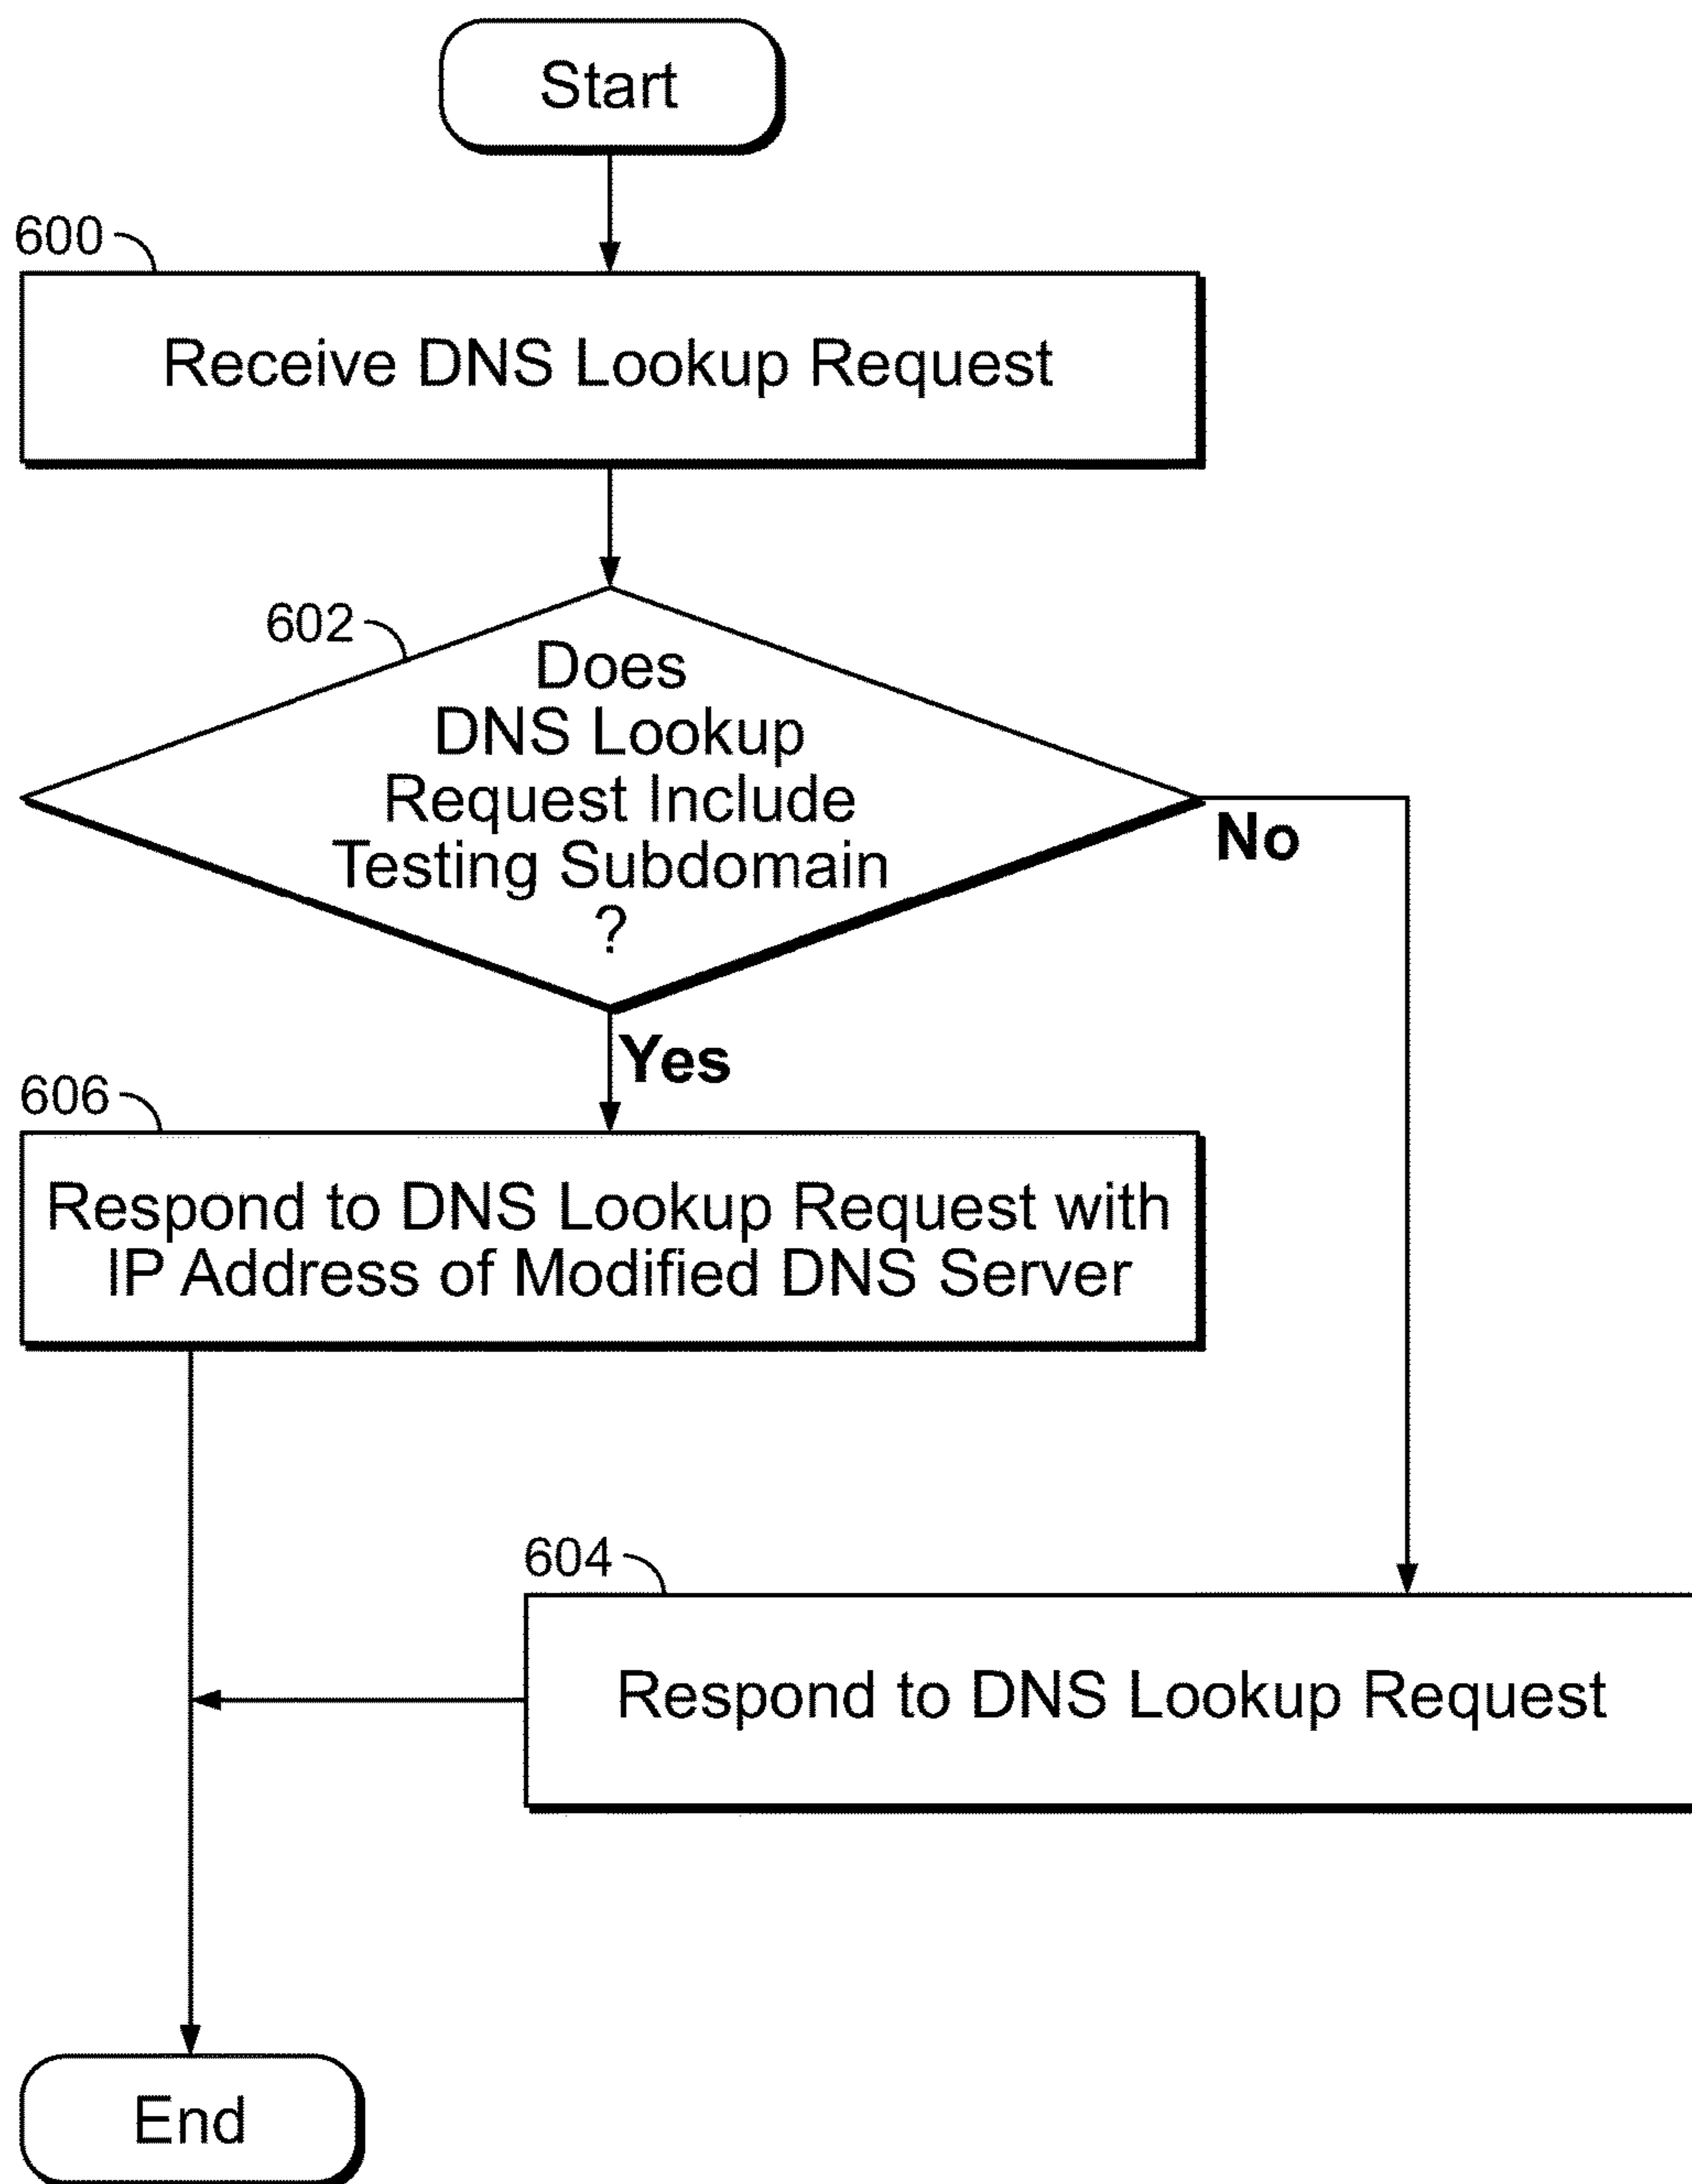 Start
600
Receive DNS Lookup Request
602
Does
DNS Lookup
Request Include
Testing Subdomain
?
No
Yes
606
Respond to DNS Lookup Request with
IP Address of Modified DNS Server
604
Respond to DNS Lookup Request
End